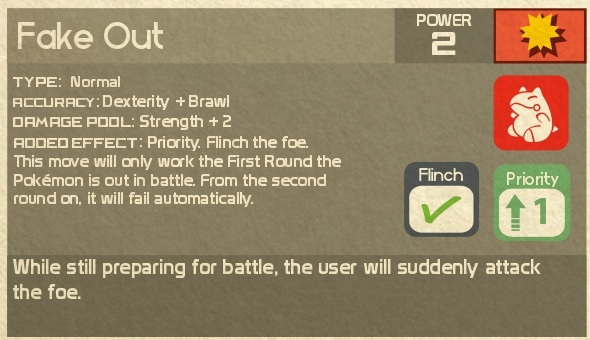 Fake Out
POWER
2
TYPE: Normal
ACCURACY: Dexterity + Brawl
DAMAGE POOL: Strength + 2
ADDED EFFECT: Priority. Flinch the foe.
This move will only work the First Round the
Pokémon is out in battle. From the second
round on, it will fail automatically.
Flinch
Priority
1
While still preparing for battle, the user will suddenly attack
the foe.